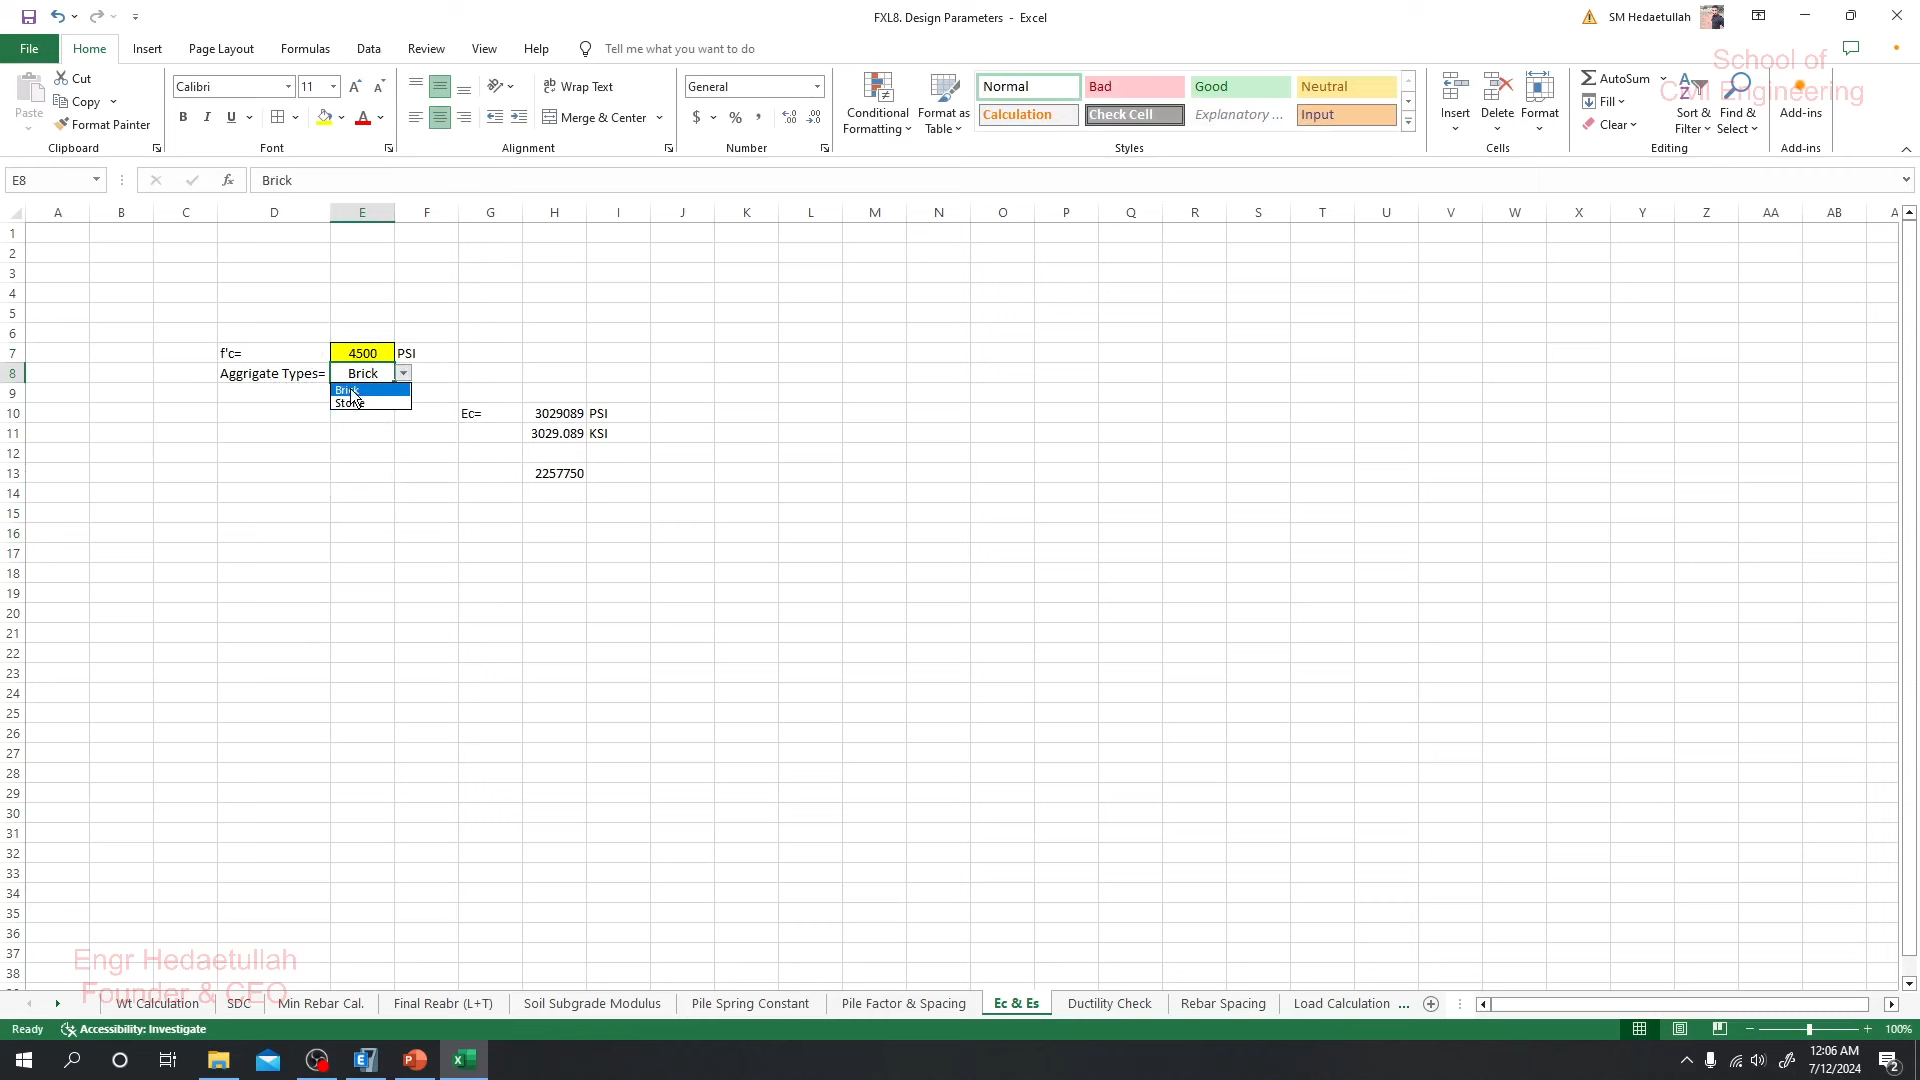 FXL8. Design Parameters - Excel
SM Hedaetullah
File Home Insert Page Layout Formulas Data Review View Help Tell me what you want to do
School of
Civil Engineering
Paste
Cut
Copy
Format Painter
Clipboard
Calibri 11
B I U
Font
Wrap Text
Merge & Center
Alignment
General
$ %
Number
Conditional
Formatting
Format as
Table
Normal Bad Good Neutral
Calculation Check Cell Explanatory ... Input
Styles
Insert Delete Format
Cells
AutoSum
Fill
Clear
Sort &
Filter
Find &
Select
Editing
Add-ins
Add-ins
E8 fx Brick
A B C D E F G H I J K L M N O P Q R S T U V W X Y Z AA AB A
1
2
3
4
5
6
7 f'c= 4500 PSI
8 Aggrigate Types= Brick
9 Brick
Stone
10 Ec= 3029089 PSI
11 3029.089 KSI
12
13 2257750
14
15
16
17
18
19
20
21
22
23
24
25
26
27
28
29
30
31
32
33
34
35
36
37
38
Engr Hedaetullah
Founder & CEO
Wt Calculation SDC Min Rebar Cal. Final Reabr (L+T) Soil Subgrade Modulus Pile Spring Constant Pile Factor & Spacing Ec & Es Ductility Check Rebar Spacing Load Calculation ...
Ready Accessibility: Investigate 100%
12:06 AM
7/12/2024
2